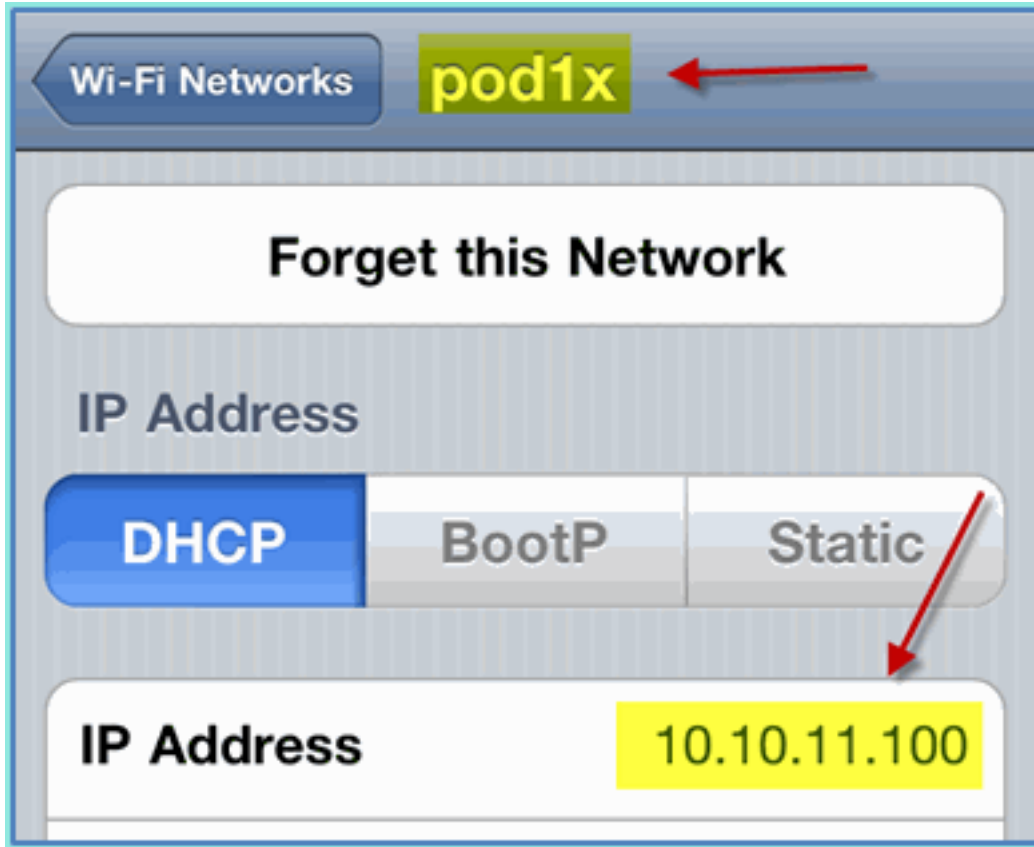 Wi-Fi Networks pod1x
Forget this Network
IP Address
DHCP BootP Static
IP Address 10.10.11.100